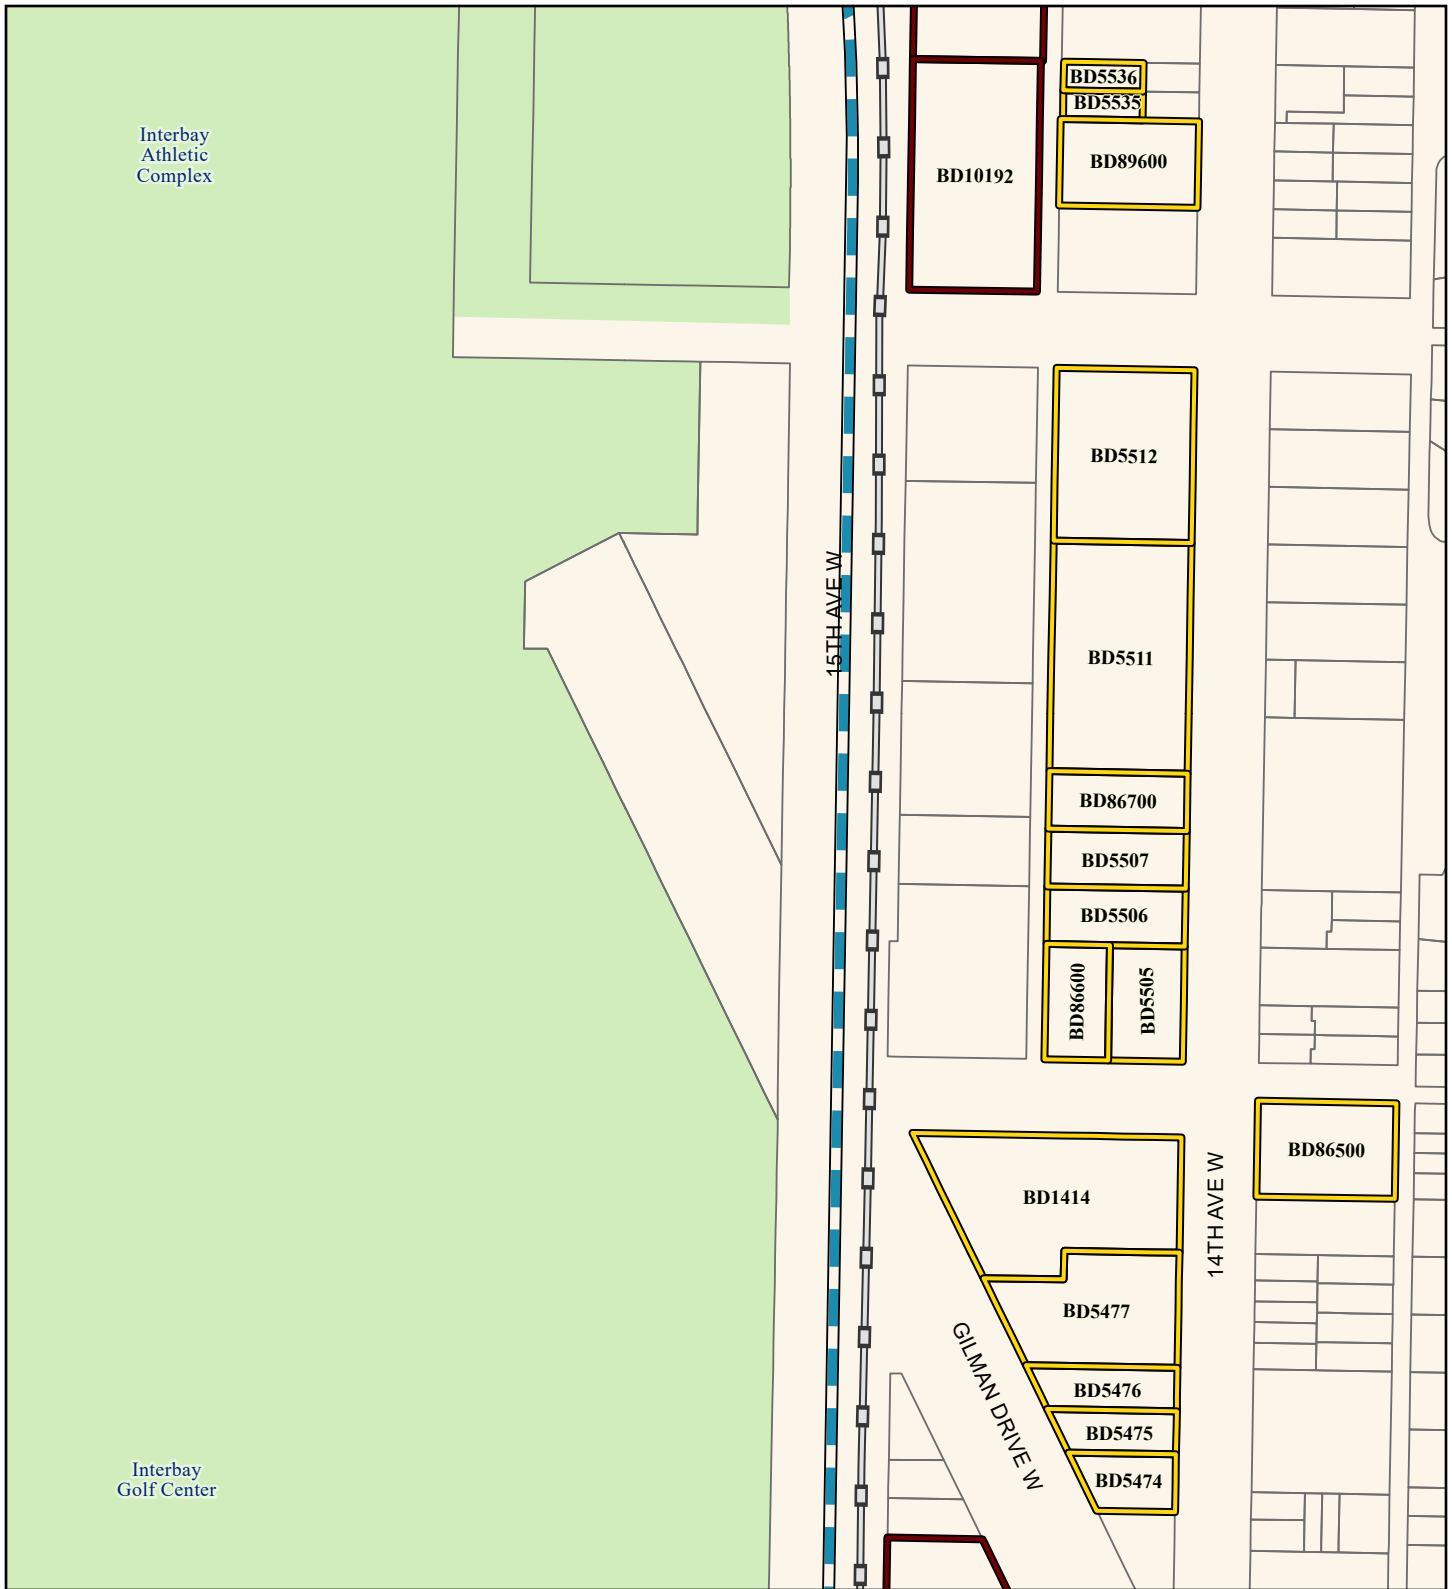 BD5536
BD5535
Interbay
Athletic
Complex
BD89600
BD10192
BD5512
15TH AVE W
BD5511
BD86700
BD5507
BD5506
BD86600
BD5505
BD86500
BD1414
14TH AVE W
BD5477
GILMAN DRIVE W
BD5476
BD5475
Interbay
Golf Center
BD5474